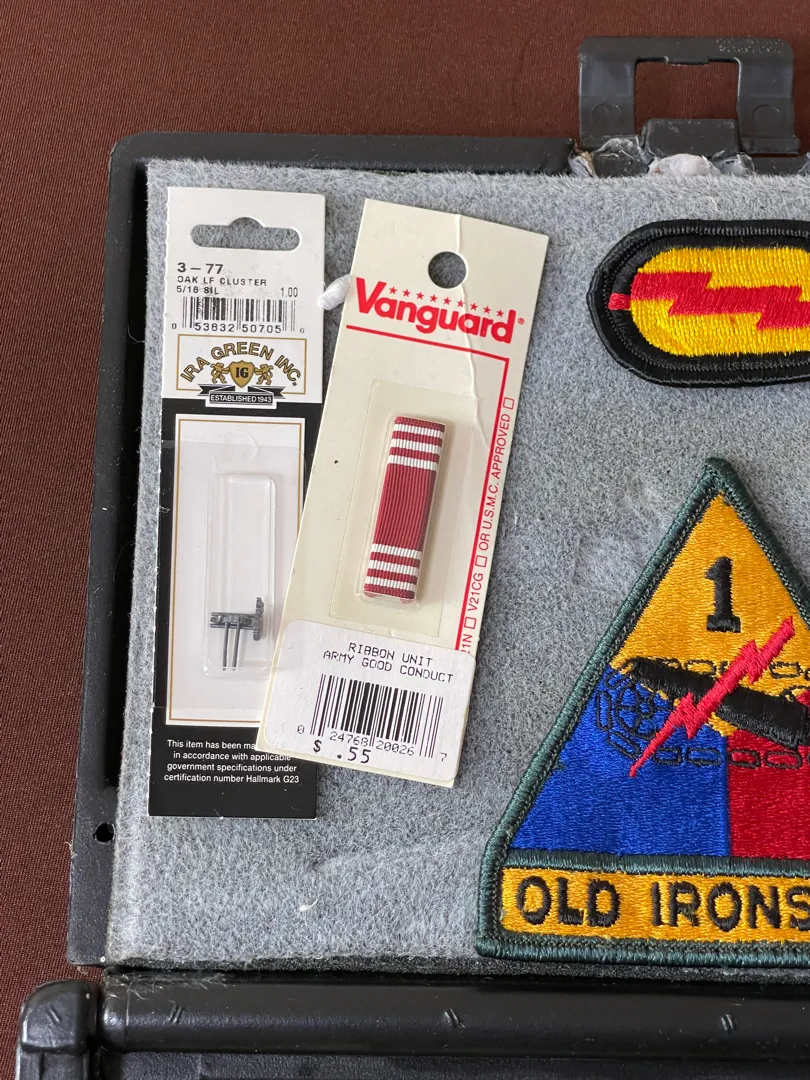 3 – 77
OAK LF CLUSTER
5/16 SIL 1.00
0 53832 50705 6
IRA GREEN INC.
IG
ESTABLISHED 1943
This item has been ma
in accordance with applicable
government specifications under
certification number Hallmark G23
Vanguard®
21N □ V21CG □ OR U.S.M.C. APPROVED □
RIBBON UNIT
ARMY GOOD CONDUCT
0 24768 20026 7
$ .55
1
OLD IRONS